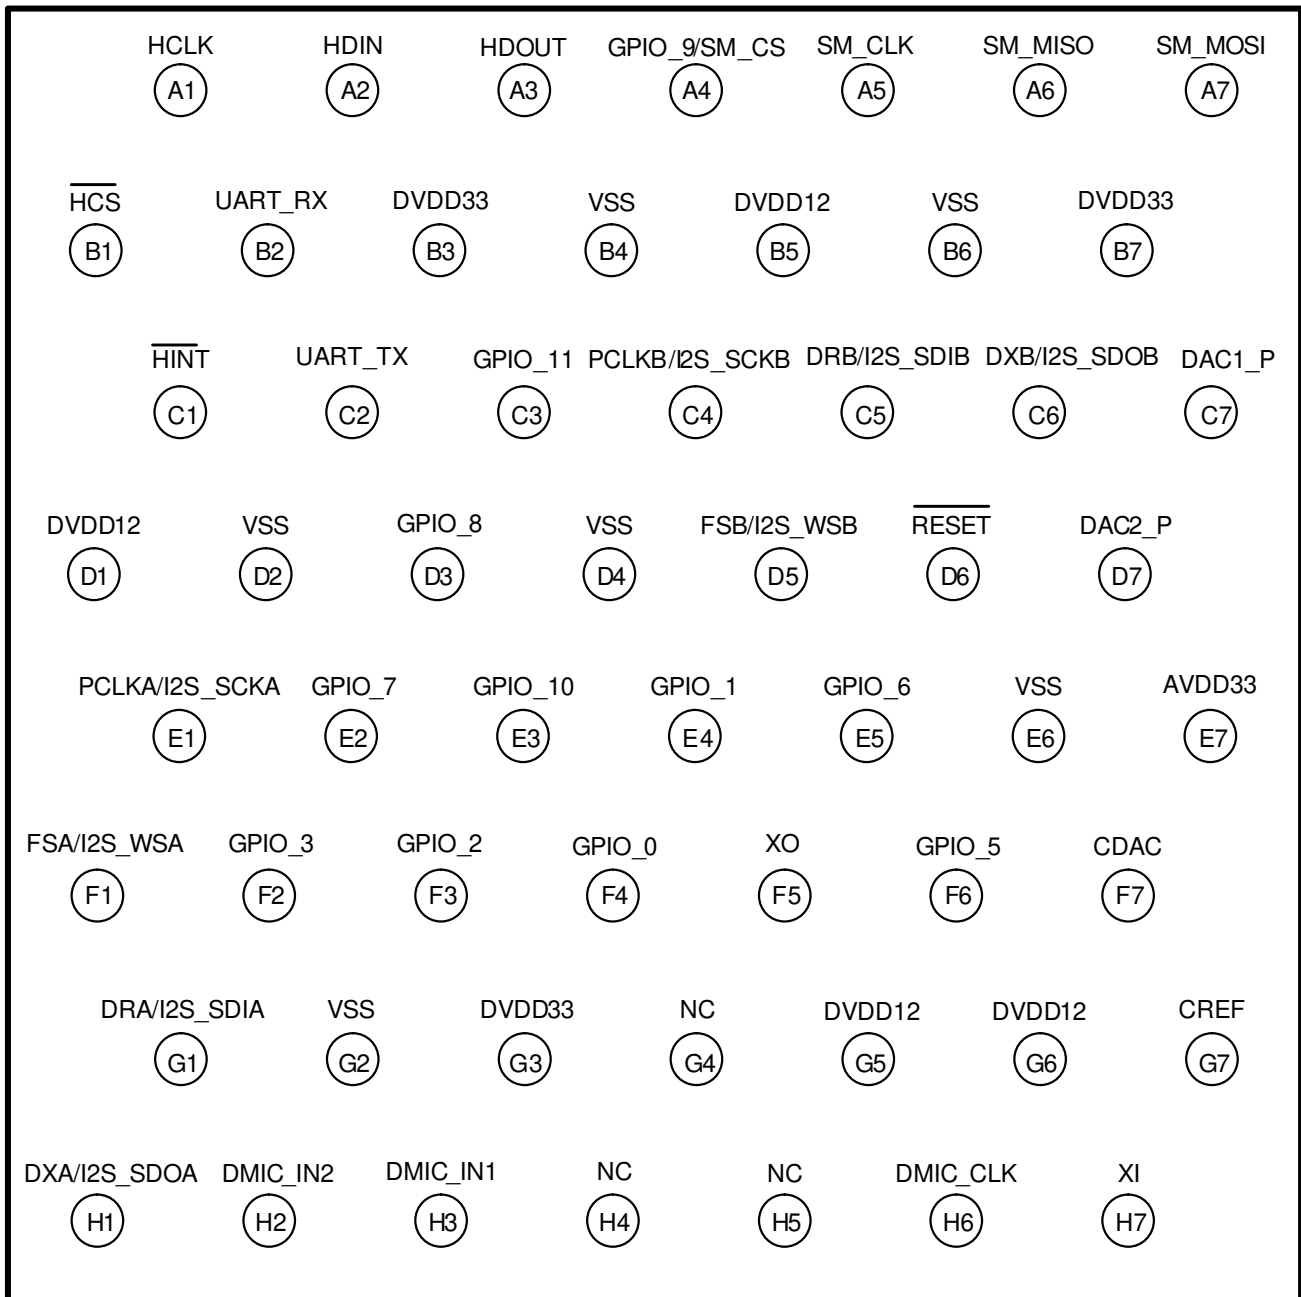 HCLK HDIN HDOUT GPIO_9/SM_CS SM_CLK SM_MISO SM_MOSI
A1 A2 A3 A4 A5 A6 A7
HCS UART_RX DVDD33 VSS DVDD12 VSS DVDD33
B1 B2 B3 B4 B5 B6 B7
HINT UART_TX GPIO_11 PCLKB/I2S_SCKB DRB/I2S_SDIB DXB/I2S_SDOB DAC1_P
C1 C2 C3 C4 C5 C6 C7
DVDD12 VSS GPIO_8 VSS FSB/I2S_WSB RESET DAC2_P
D1 D2 D3 D4 D5 D6 D7
PCLKA/I2S_SCKA GPIO_7 GPIO_10 GPIO_1 GPIO_6 VSS AVDD33
E1 E2 E3 E4 E5 E6 E7
FSA/I2S_WSA GPIO_3 GPIO_2 GPIO_0 XO GPIO_5 CDAC
F1 F2 F3 F4 F5 F6 F7
DRA/I2S_SDIA VSS DVDD33 NC DVDD12 DVDD12 CREF
G1 G2 G3 G4 G5 G6 G7
DXA/I2S_SDOA DMIC_IN2 DMIC_IN1 NC NC DMIC_CLK XI
H1 H2 H3 H4 H5 H6 H7